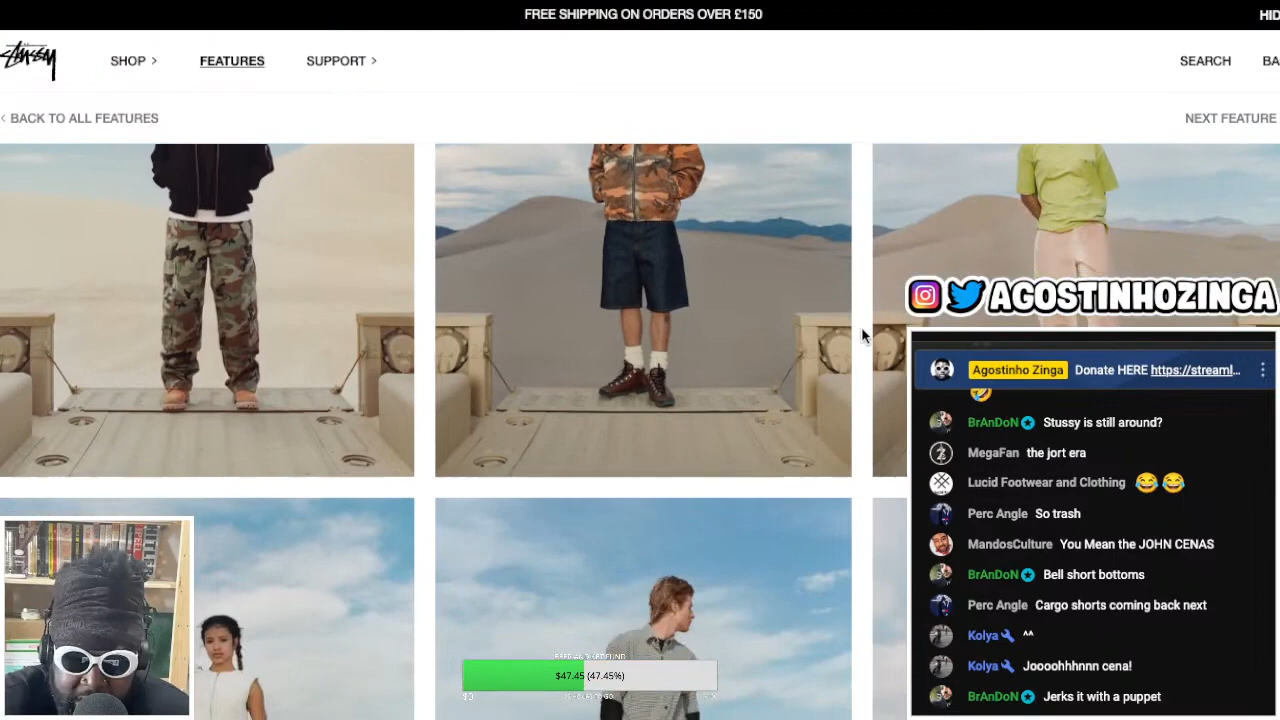 FREE SHIPPING ON ORDERS OVER £150
HID
Stüssy
SHOP >
FEATURES
SUPPORT >
SEARCH
BA
< BACK TO ALL FEATURES
NEXT FEATURE
AGOSTINHOZINGA
Agostinho Zinga Donate HERE https://streaml...
🤣
BrAnDoN Stussy is still around?
MegaFan the jort era
Lucid Footwear and Clothing 😂 😂
Perc Angle So trash
MandosCulture You Mean the JOHN CENAS
BrAnDoN Bell short bottoms
Perc Angle Cargo shorts coming back next
Kolya ^^
Kolya Joooohhhnnn cena!
BrAnDoN Jerks it with a puppet
$47.45 (47.45%)
$0